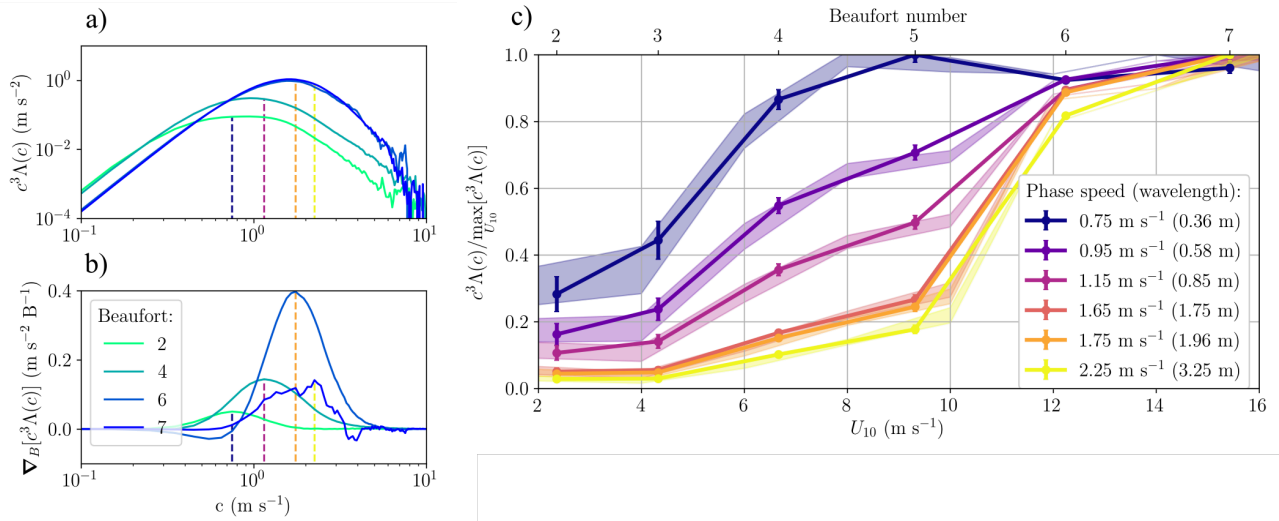 a)
c³Λ(c) (m s⁻²)
10⁰
10⁻²
10⁻⁴
10⁻¹
10⁰
10¹
b)
∇_B[c³Λ(c)] (m s⁻² B⁻¹)
0.4
0.2
0.0
Beaufort:
2
4
6
7
10⁻¹
10⁰
10¹
c (m s⁻¹)
c)
Beaufort number
2 3 4 5 6 7
c³Λ(c)/max[c³Λ(c)]
U₁₀
1.0
0.8
0.6
0.4
0.2
0.0
2 4 6 8 10 12 14 16
U₁₀ (m s⁻¹)
Phase speed (wavelength):
0.75 m s⁻¹ (0.36 m)
0.95 m s⁻¹ (0.58 m)
1.15 m s⁻¹ (0.85 m)
1.65 m s⁻¹ (1.75 m)
1.75 m s⁻¹ (1.96 m)
2.25 m s⁻¹ (3.25 m)